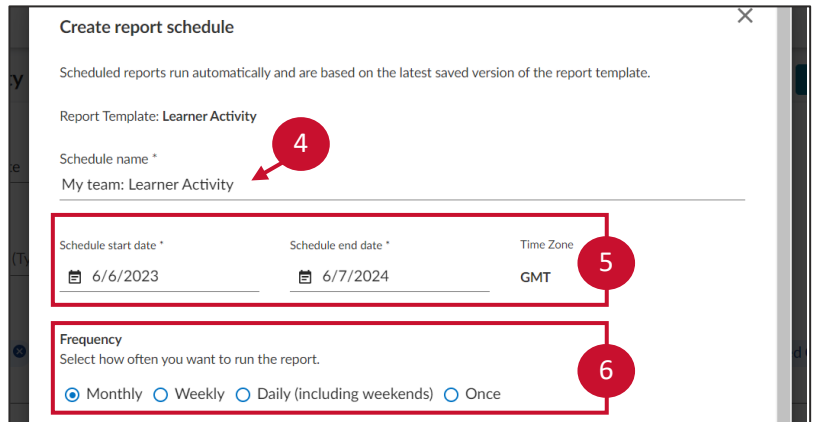 Create report schedule
Scheduled reports run automatically and are based on the latest saved version of the report template.
Report Template: Learner Activity
4
Schedule name *
My team: Learner Activity
Schedule start date * Schedule end date * Time Zone
6/6/2023 6/7/2024 GMT
5
Frequency
Select how often you want to run the report.
6
Monthly Weekly Daily (including weekends) Once